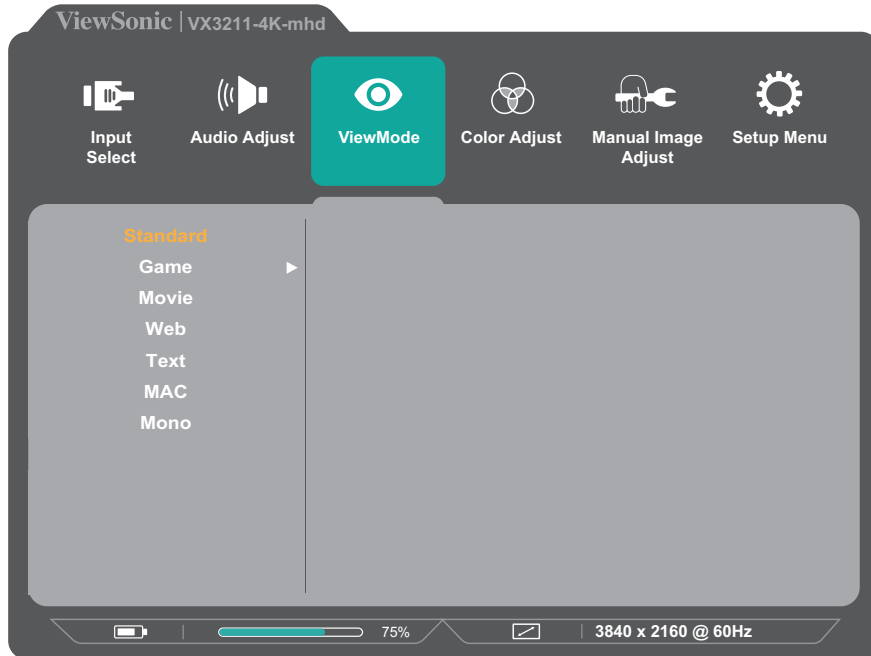 ViewSonic | VX3211-4K-mhd
Input
Select
Audio Adjust
ViewMode
Color Adjust
Manual Image
Adjust
Setup Menu
Standard
Game
Movie
Web
Text
MAC
Mono
75%
3840 x 2160 @ 60Hz